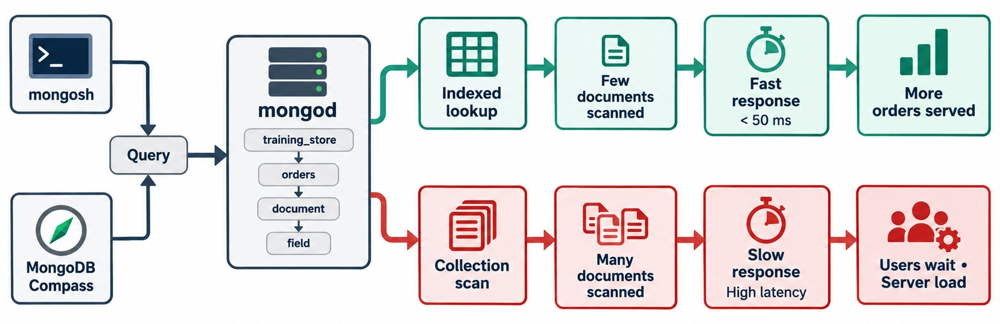 mongosh
MongoDB
Compass
Query
mongod
training_store
orders
document
field
Indexed
lookup
Few
documents
scanned
Fast
response
< 50 ms
More
orders served
Collection
scan
Many
documents
scanned
Slow
response
High latency
Users wait •
Server load